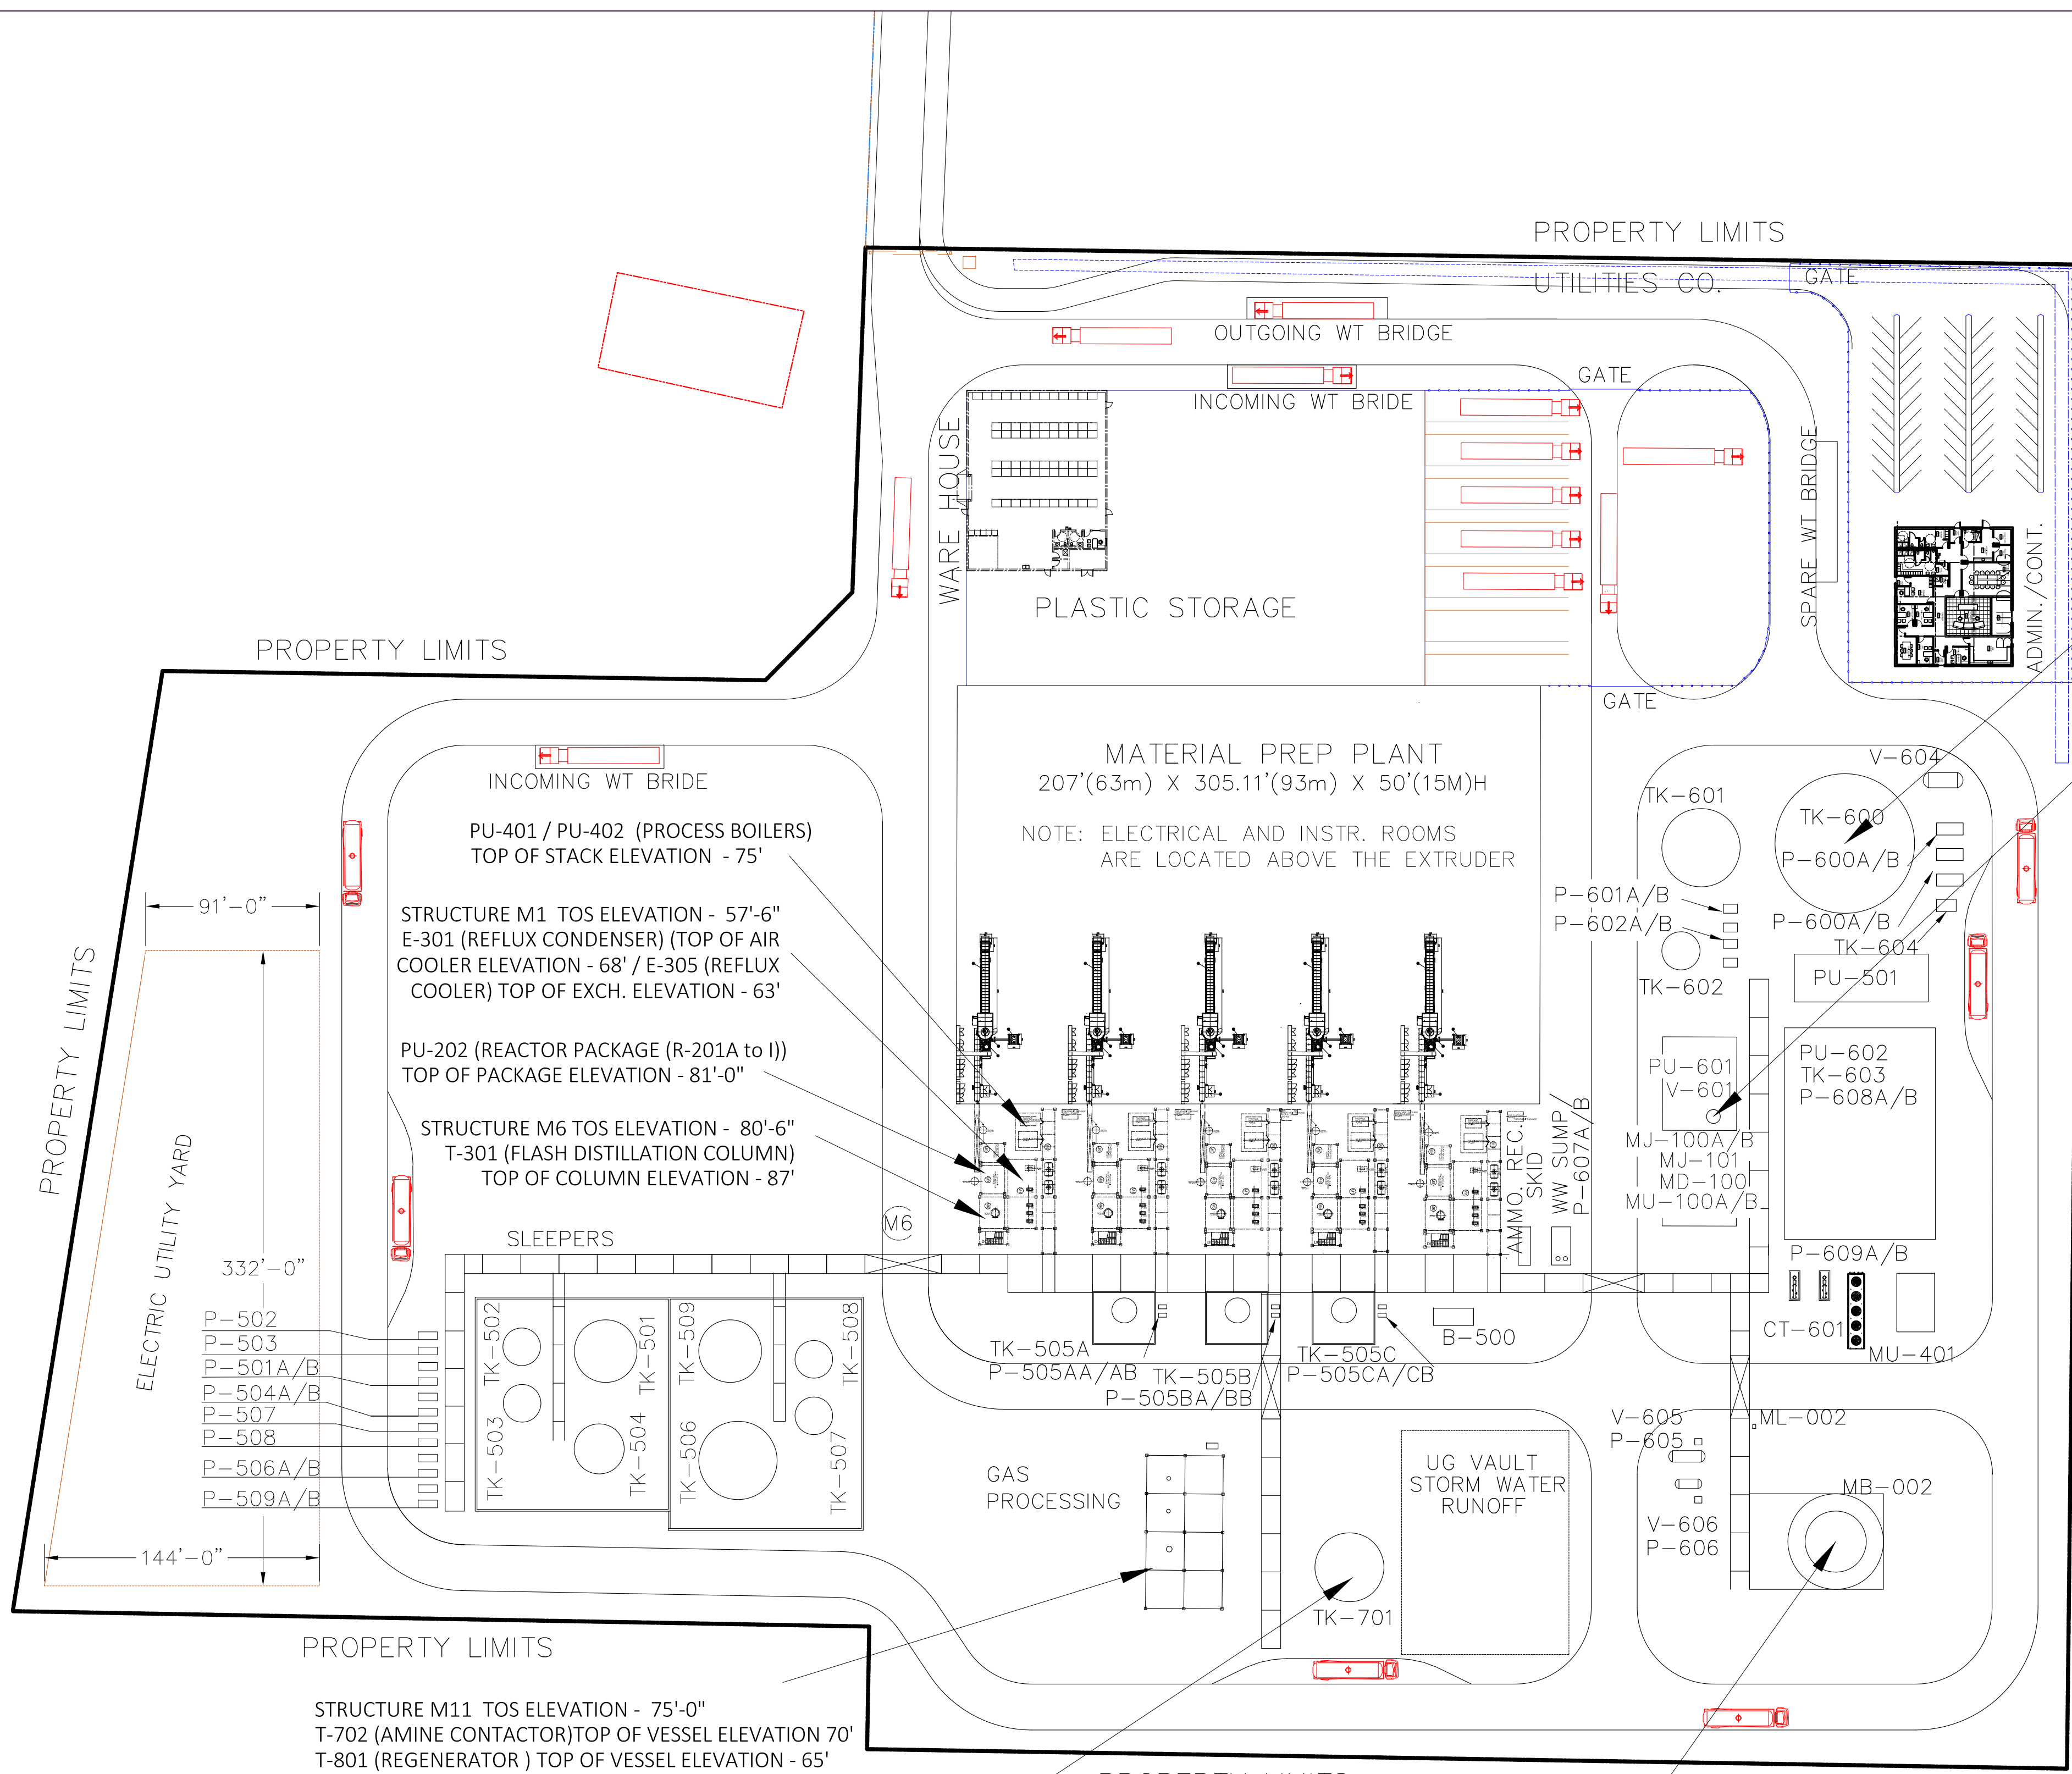 PROPERTY LIMITS
UTILITIES CO.
GATE
OUTGOING WT BRIDGE
INCOMING WT BRIDE
GATE
WARE HOUSE
SPARE WT BRIDGE
ADMIN./CONT.
PLASTIC STORAGE
PROPERTY LIMITS
GATE
MATERIAL PREP PLANT
207'(63m) X 305.11'(93m) X 50'(15M)H
NOTE: ELECTRICAL AND INSTR. ROOMS
ARE LOCATED ABOVE THE EXTRUDER
INCOMING WT BRIDE
PU-401 / PU-402 (PROCESS BOILERS)
TOP OF STACK ELEVATION - 75'
STRUCTURE M1 TOS ELEVATION - 57'-6"
E-301 (REFLUX CONDENSER) (TOP OF AIR
COOLER ELEVATION - 68' / E-305 (REFLUX
COOLER) TOP OF EXCH. ELEVATION - 63'
PU-202 (REACTOR PACKAGE (R-201A to I))
TOP OF PACKAGE ELEVATION - 81'-0"
STRUCTURE M6 TOS ELEVATION - 80'-6"
T-301 (FLASH DISTILLATION COLUMN)
TOP OF COLUMN ELEVATION - 87'
V-604
TK-601
TK-600
P-600A/B
P-601A/B
P-602A/B
P-600A/B
TK-604
TK-602
PU-501
PU-601
V-601
PU-602
TK-603
P-608A/B
MJ-100A/B
MJ-101
MD-100
MU-100A/B
P-609A/B
CT-601
MU-401
91'-0"
PROPERTY LIMITS
ELECTRIC UTILITY YARD
332'-0"
144'-0"
M6
SLEEPERS
AMMO. REC.
SKID
WW SUMP/
P-607A/B
P-502
P-503
P-501A/B
P-504A/B
P-507
P-508
P-506A/B
P-509A/B
TK-502
TK-501
TK-509
TK-508
TK-503
TK-504
TK-506
TK-507
TK-505A
P-505AA/AB
TK-505B
P-505BA/BB
TK-505C
P-505CA/CB
B-500
GAS
PROCESSING
UG VAULT
STORM WATER
RUNOFF
TK-701
V-605
P-605
ML-002
MB-002
V-606
P-606
PROPERTY LIMITS
STRUCTURE M11 TOS ELEVATION - 75'-0"
T-702 (AMINE CONTACTOR)TOP OF VESSEL ELEVATION 70'
T-801 (REGENERATOR ) TOP OF VESSEL ELEVATION - 65'
PROPERTY LIMITS